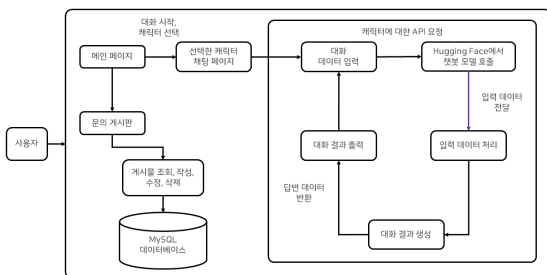 대화 시작,
캐릭터 선택
캐릭터에 대한 API 요청
메인 페이지
선택한 캐릭터
채팅 페이지
대화
데이터 입력
Hugging Face에서
챗봇 모델 호출
입력 데이터
전달
문의 게시판
사용자
대화 결과 출력
입력 데이터 처리
게시물 조회, 작성,
수정, 삭제
답변 데이터
반환
대화 결과 생성
MySQL
데이터베이스